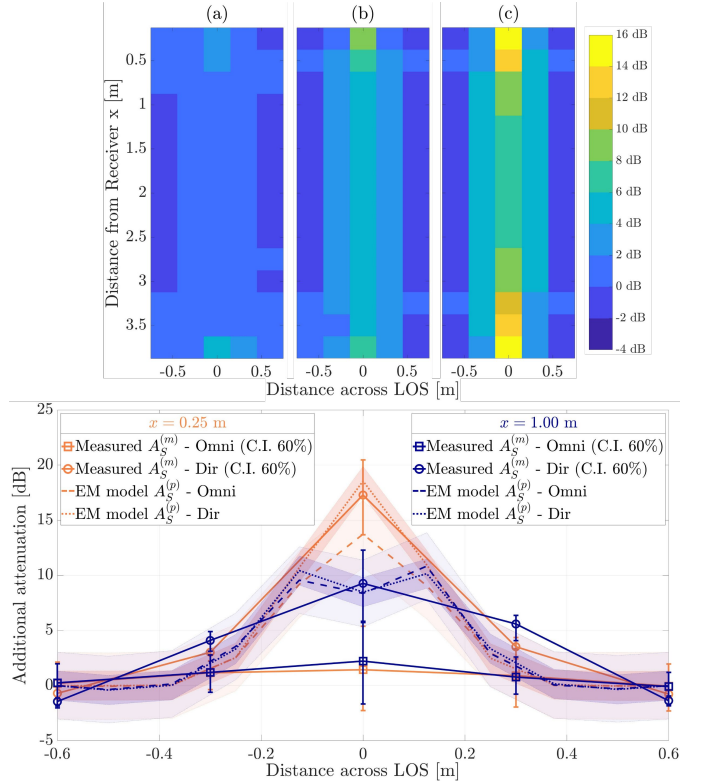 (a) (b) (c)
Distance from Receiver x [m]
0.5
1
1.5
2
2.5
3
3.5
-0.5 0 0.5
-0.5 0 0.5
-0.5 0 0.5
Distance across LOS [m]
16 dB
14 dB
12 dB
10 dB
8 dB
6 dB
4 dB
2 dB
0 dB
-2 dB
-4 dB
Additional attenuation [dB]
25
20
15
10
5
0
-5
x = 0.25 m
Measured A_S^(m) - Omni (C.I. 60%)
Measured A_S^(m) - Dir (C.I. 60%)
EM model A_S^(p) - Omni
EM model A_S^(p) - Dir
x = 1.00 m
Measured A_S^(m) - Omni (C.I. 60%)
Measured A_S^(m) - Dir (C.I. 60%)
EM model A_S^(p) - Omni
EM model A_S^(p) - Dir
-0.6 -0.4 -0.2 0 0.2 0.4 0.6
Distance across LOS [m]